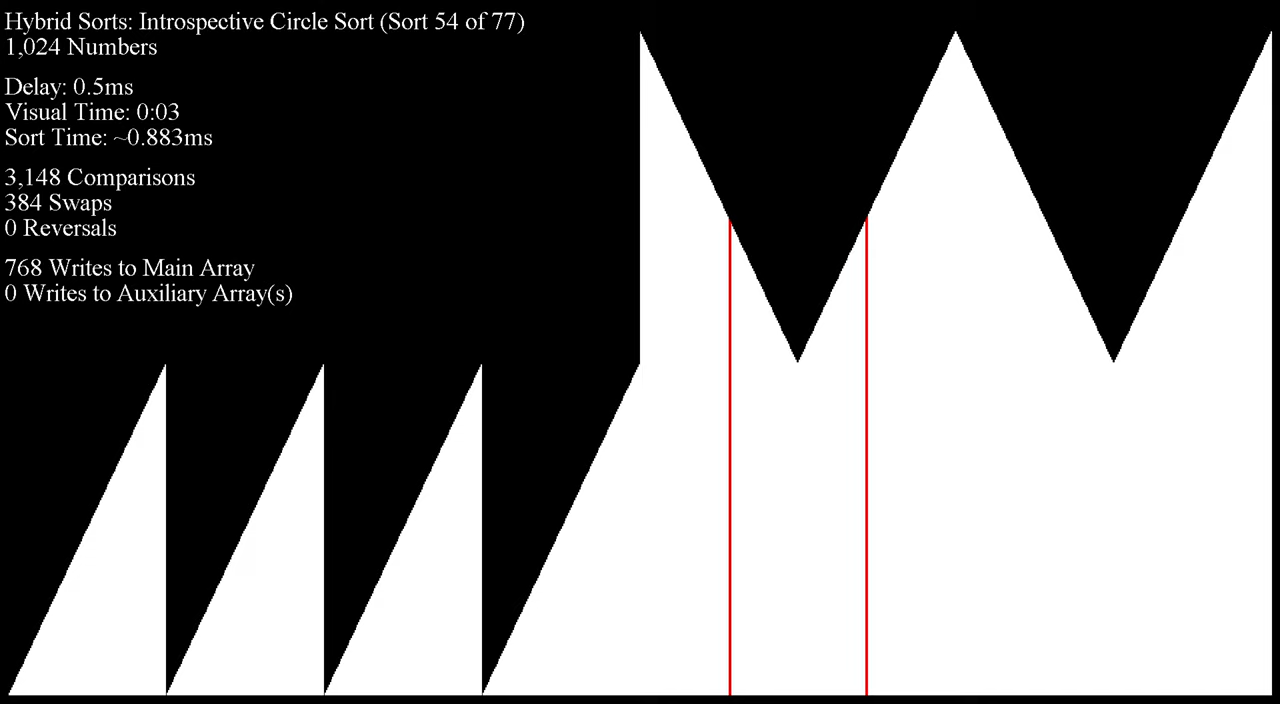 Hybrid Sorts: Introspective Circle Sort (Sort 54 of 77)
1,024 Numbers
Delay: 0.5ms
Visual Time: 0:03
Sort Time: ~0.883ms
3,148 Comparisons
384 Swaps
0 Reversals
768 Writes to Main Array
0 Writes to Auxiliary Array(s)